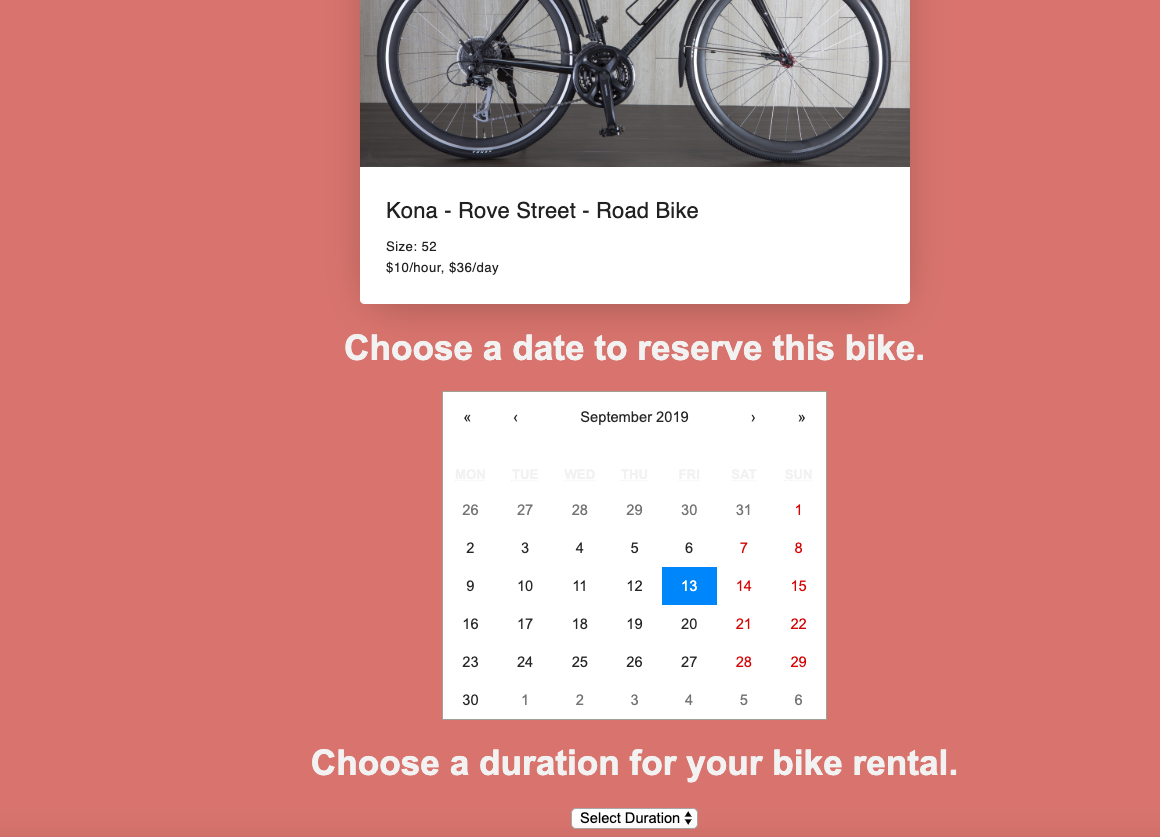 Kona - Rove Street - Road Bike
Size: 52
$10/hour, $36/day
Choose a date to reserve this bike.
« ‹ September 2019 › »
MON TUE WED THU FRI SAT SUN
26 27 28 29 30 31 1
2 3 4 5 6 7 8
9 10 11 12 13 14 15
16 17 18 19 20 21 22
23 24 25 26 27 28 29
30 1 2 3 4 5 6
Choose a duration for your bike rental.
Select Duration